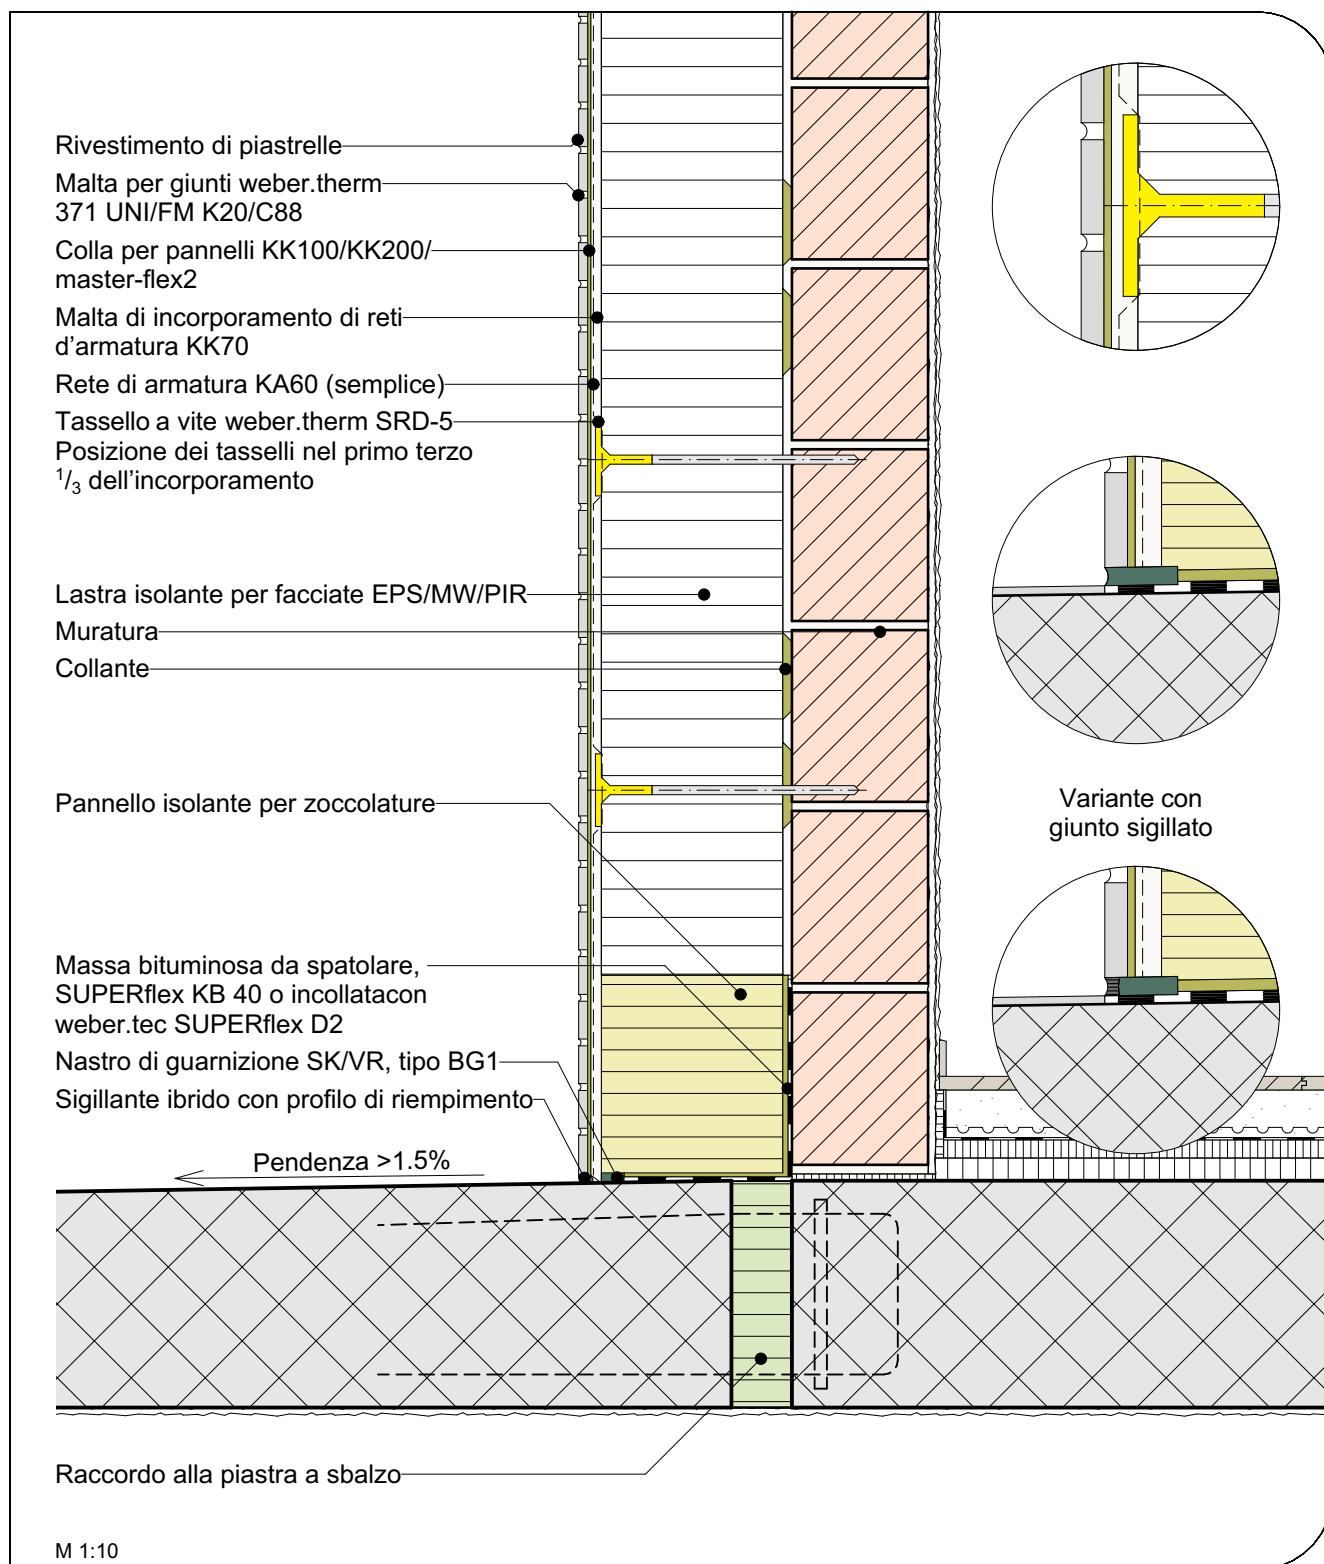 Rivestimento di piastrelle
Malta per giunti weber.therm
371 UNI/FM K20/C88
Colla per pannelli KK100/KK200/
master-flex2
Malta di incorporamento di reti
d’armatura KK70
Rete di armatura KA60 (semplice)
Tassello a vite weber.therm SRD-5
Posizione dei tasselli nel primo terzo
1/3 dell’incorporamento
Lastra isolante per facciate EPS/MW/PIR
Muratura
Collante
Pannello isolante per zoccolature
Variante con
giunto sigillato
Massa bituminosa da spatolare,
SUPERflex KB 40 o incollatacon
weber.tec SUPERflex D2
Nastro di guarnizione SK/VR, tipo BG1
Sigillante ibrido con profilo di riempimento
Pendenza >1.5%
Raccordo alla piastra a sbalzo
M 1:10